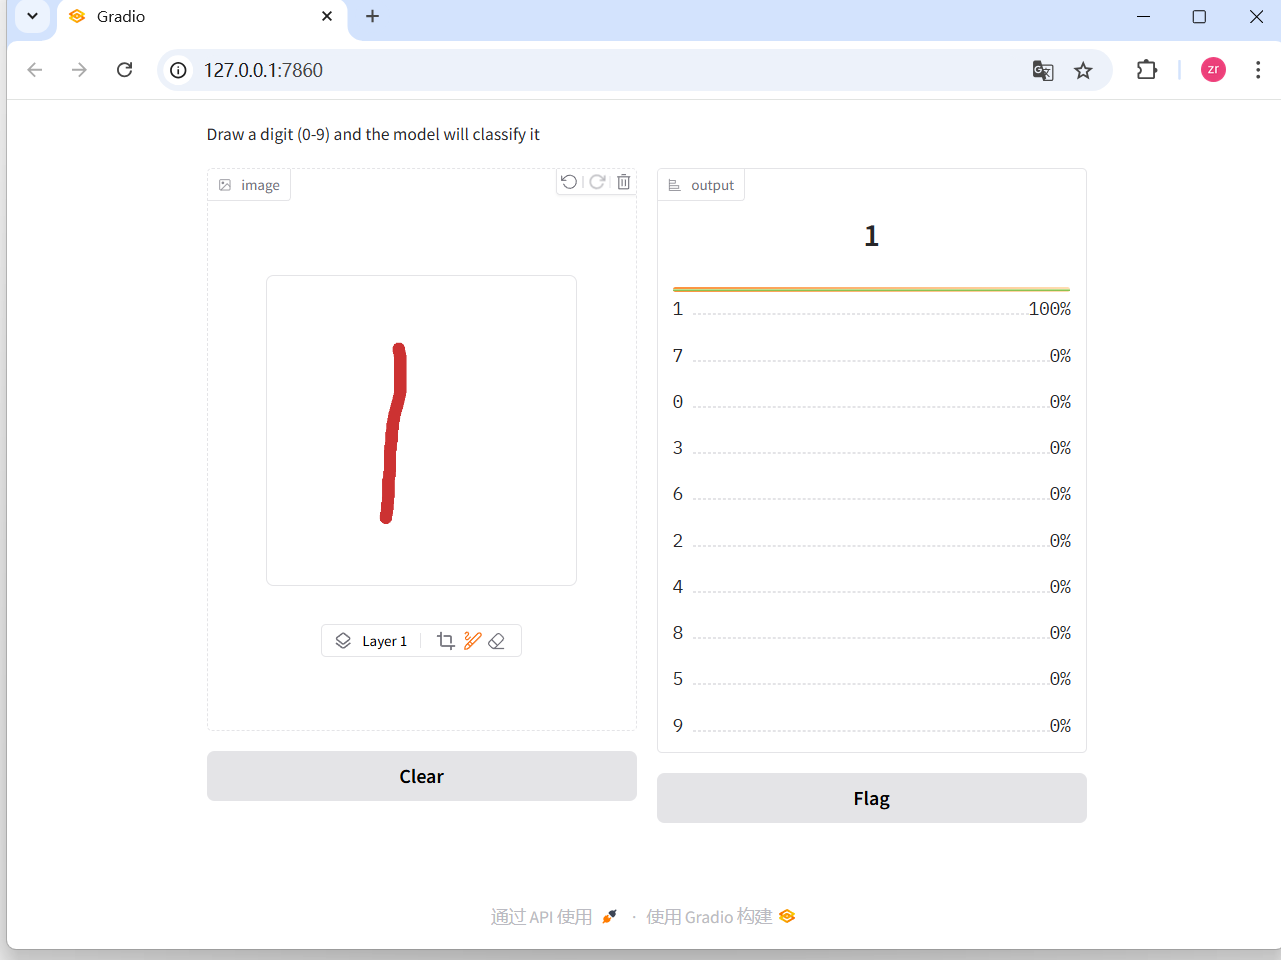 Gradio
127.0.0.1:7860
zr
Draw a digit (0-9) and the model will classify it
image
output
1
1 100%
7 0%
0 0%
3 0%
6 0%
2 0%
4 0%
8 0%
5 0%
9 0%
Layer 1
Clear
Flag
通过 API 使用 · 使用 Gradio 构建